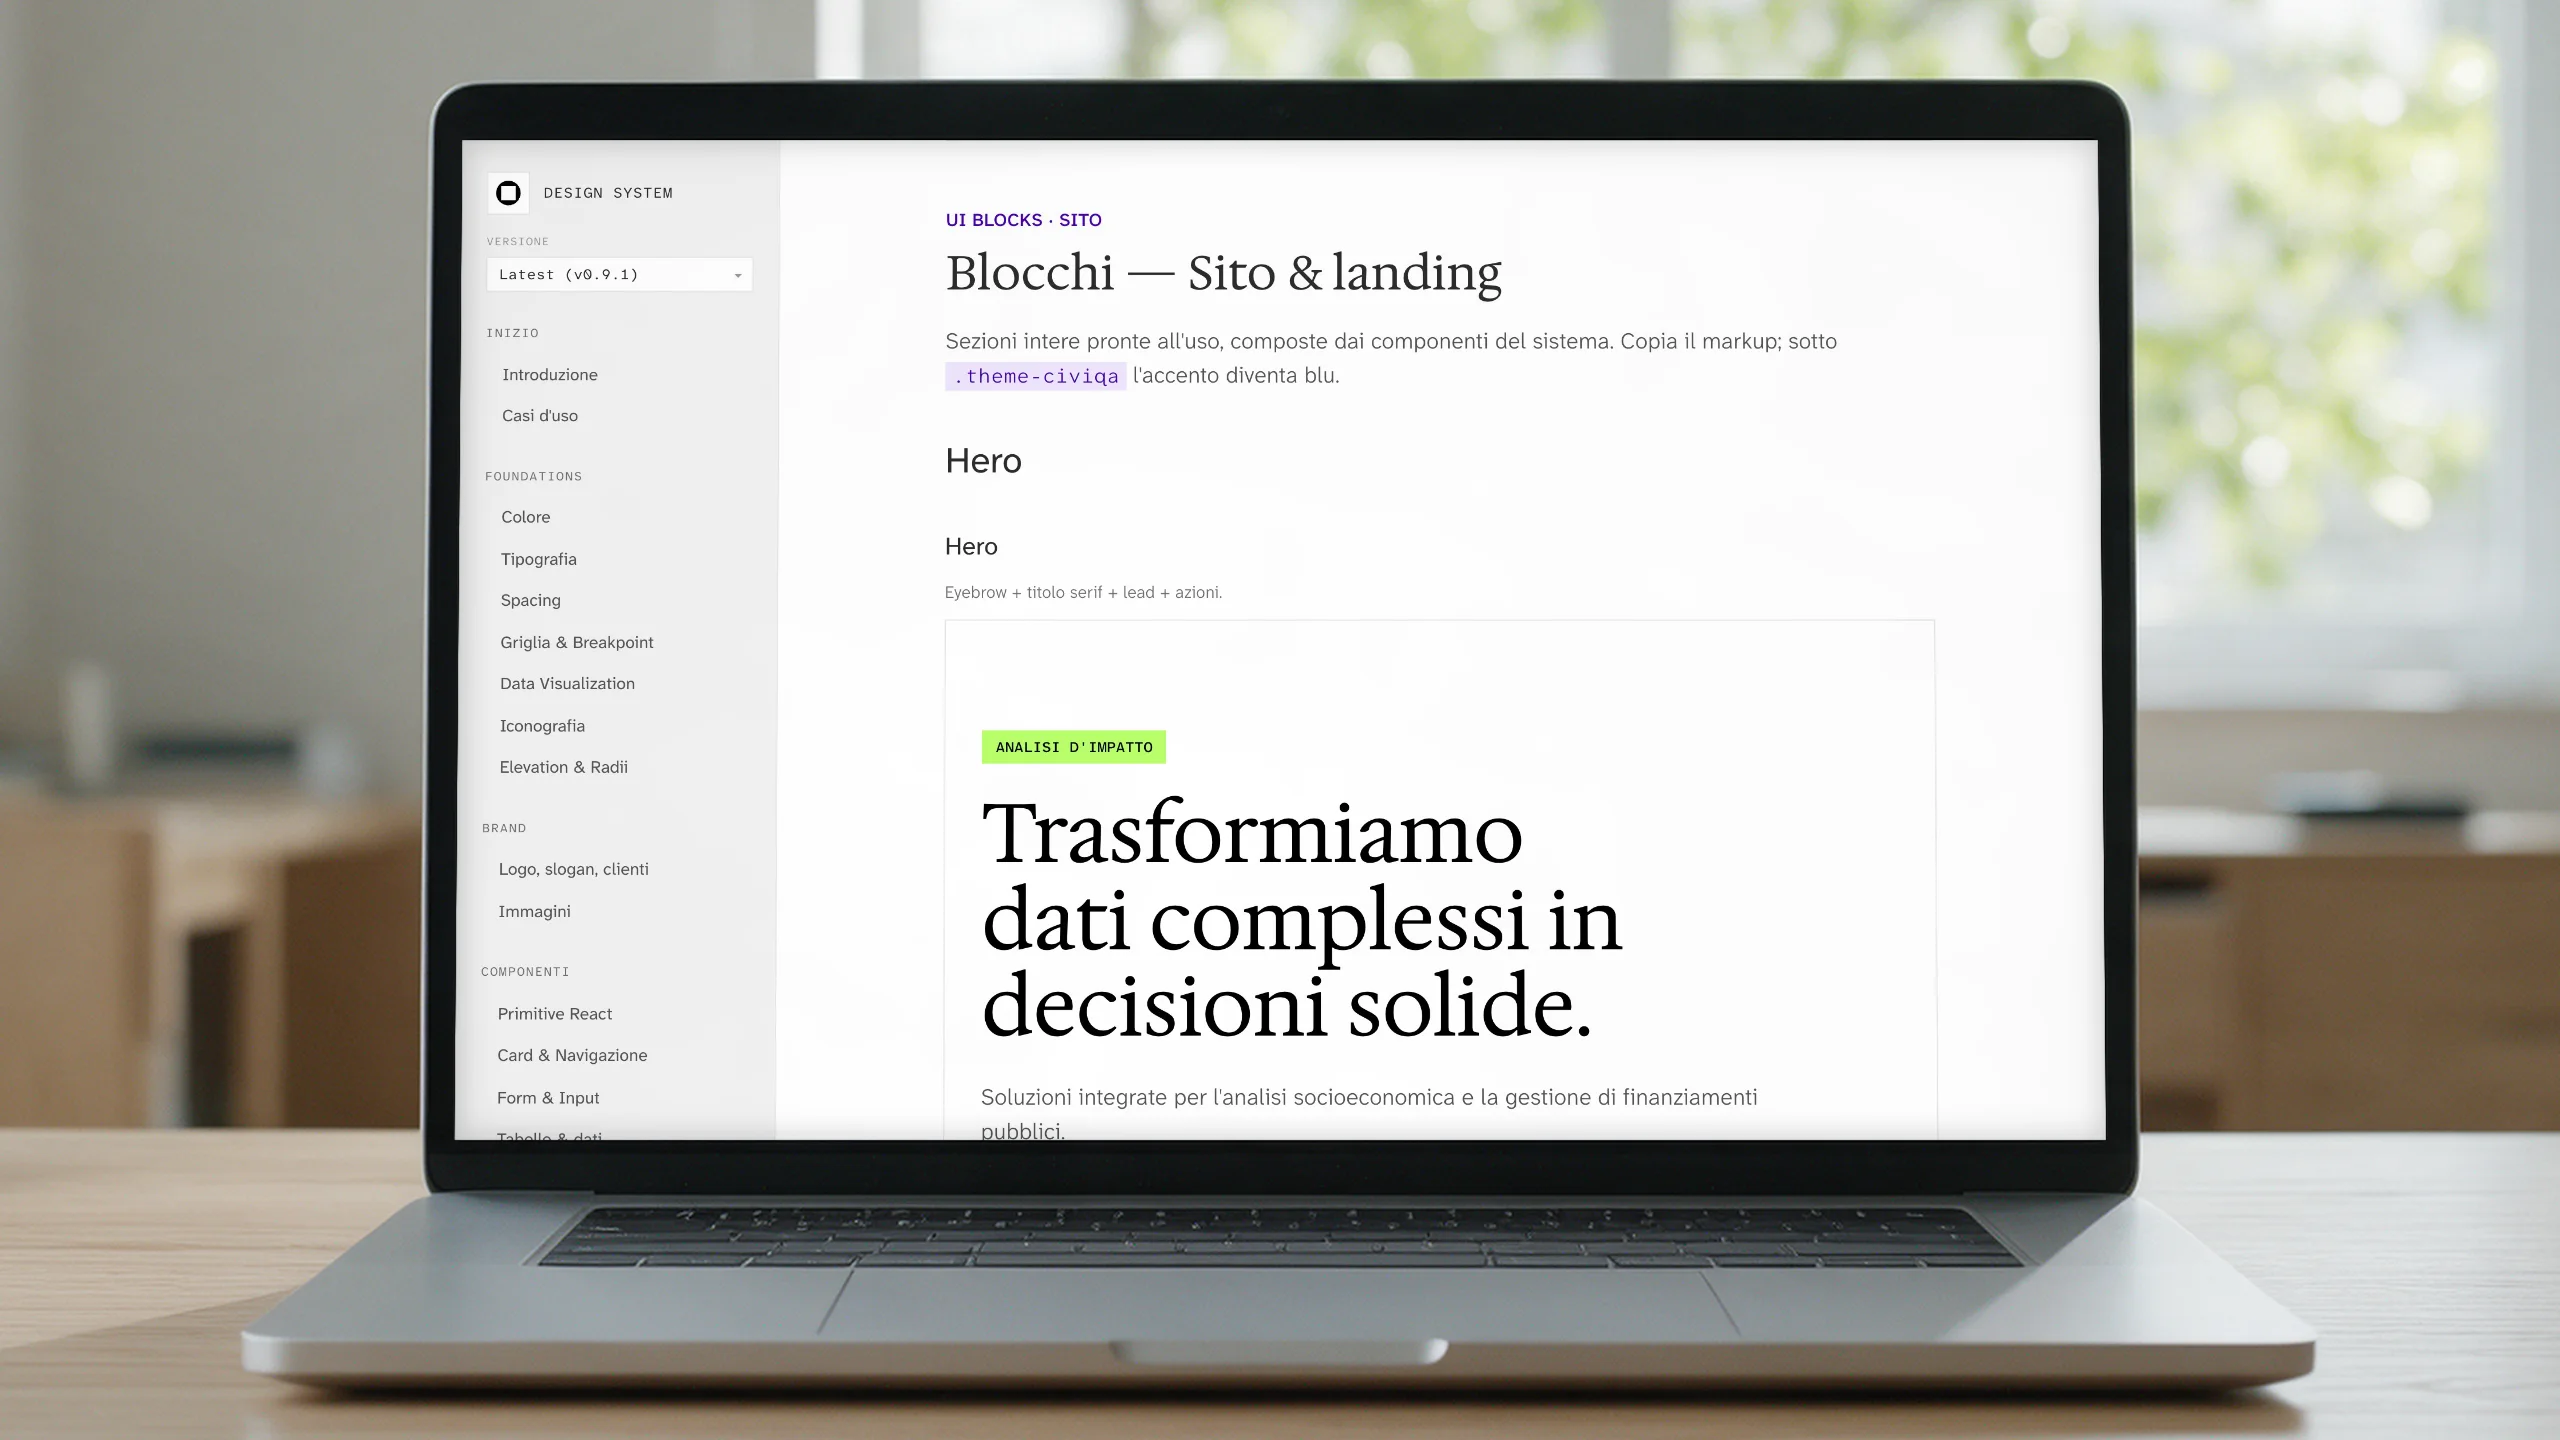 DESIGN SYSTEM
VERSIONE
Latest (v0.9.1)
INIZIO
Introduzione
Casi d'uso
FOUNDATIONS
Colore
Tipografia
Spacing
Griglia & Breakpoint
Data Visualization
Iconografia
Elevation & Radii
BRAND
Logo, slogan, clienti
Immagini
COMPONENTI
Primitive React
Card & Navigazione
Form & Input
Tabelle & dati
UI BLOCKS · SITO
Blocchi — Sito & landing
Sezioni intere pronte all'uso, composte dai componenti del sistema. Copia il markup; sotto
.theme-civiqa l'accento diventa blu.
Hero
Hero
Eyebrow + titolo serif + lead + azioni.
ANALISI D'IMPATTO
Trasformiamo
dati complessi in
decisioni solide.
Soluzioni integrate per l'analisi socioeconomica e la gestione di finanziamenti
pubblici.